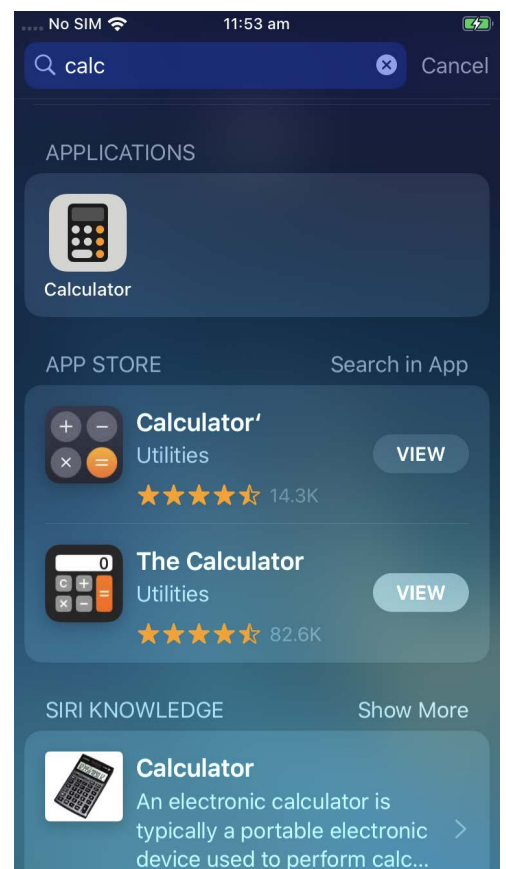 No SIM 11:53 am
calc Cancel
APPLICATIONS
Calculator
APP STORE Search in App
Calculator‘
Utilities VIEW
14.3K
0
The Calculator
C + = × −
Utilities VIEW
82.6K
SIRI KNOWLEDGE Show More
Calculator
An electronic calculator is
typically a portable electronic
device used to perform calc...